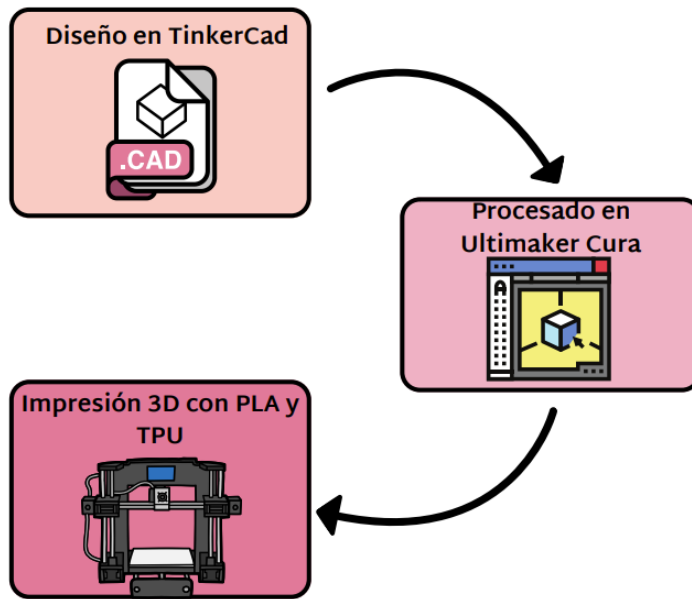 Diseño en TinkerCad
.CAD
Procesado en
Ultimaker Cura
Impresión 3D con PLA y
TPU